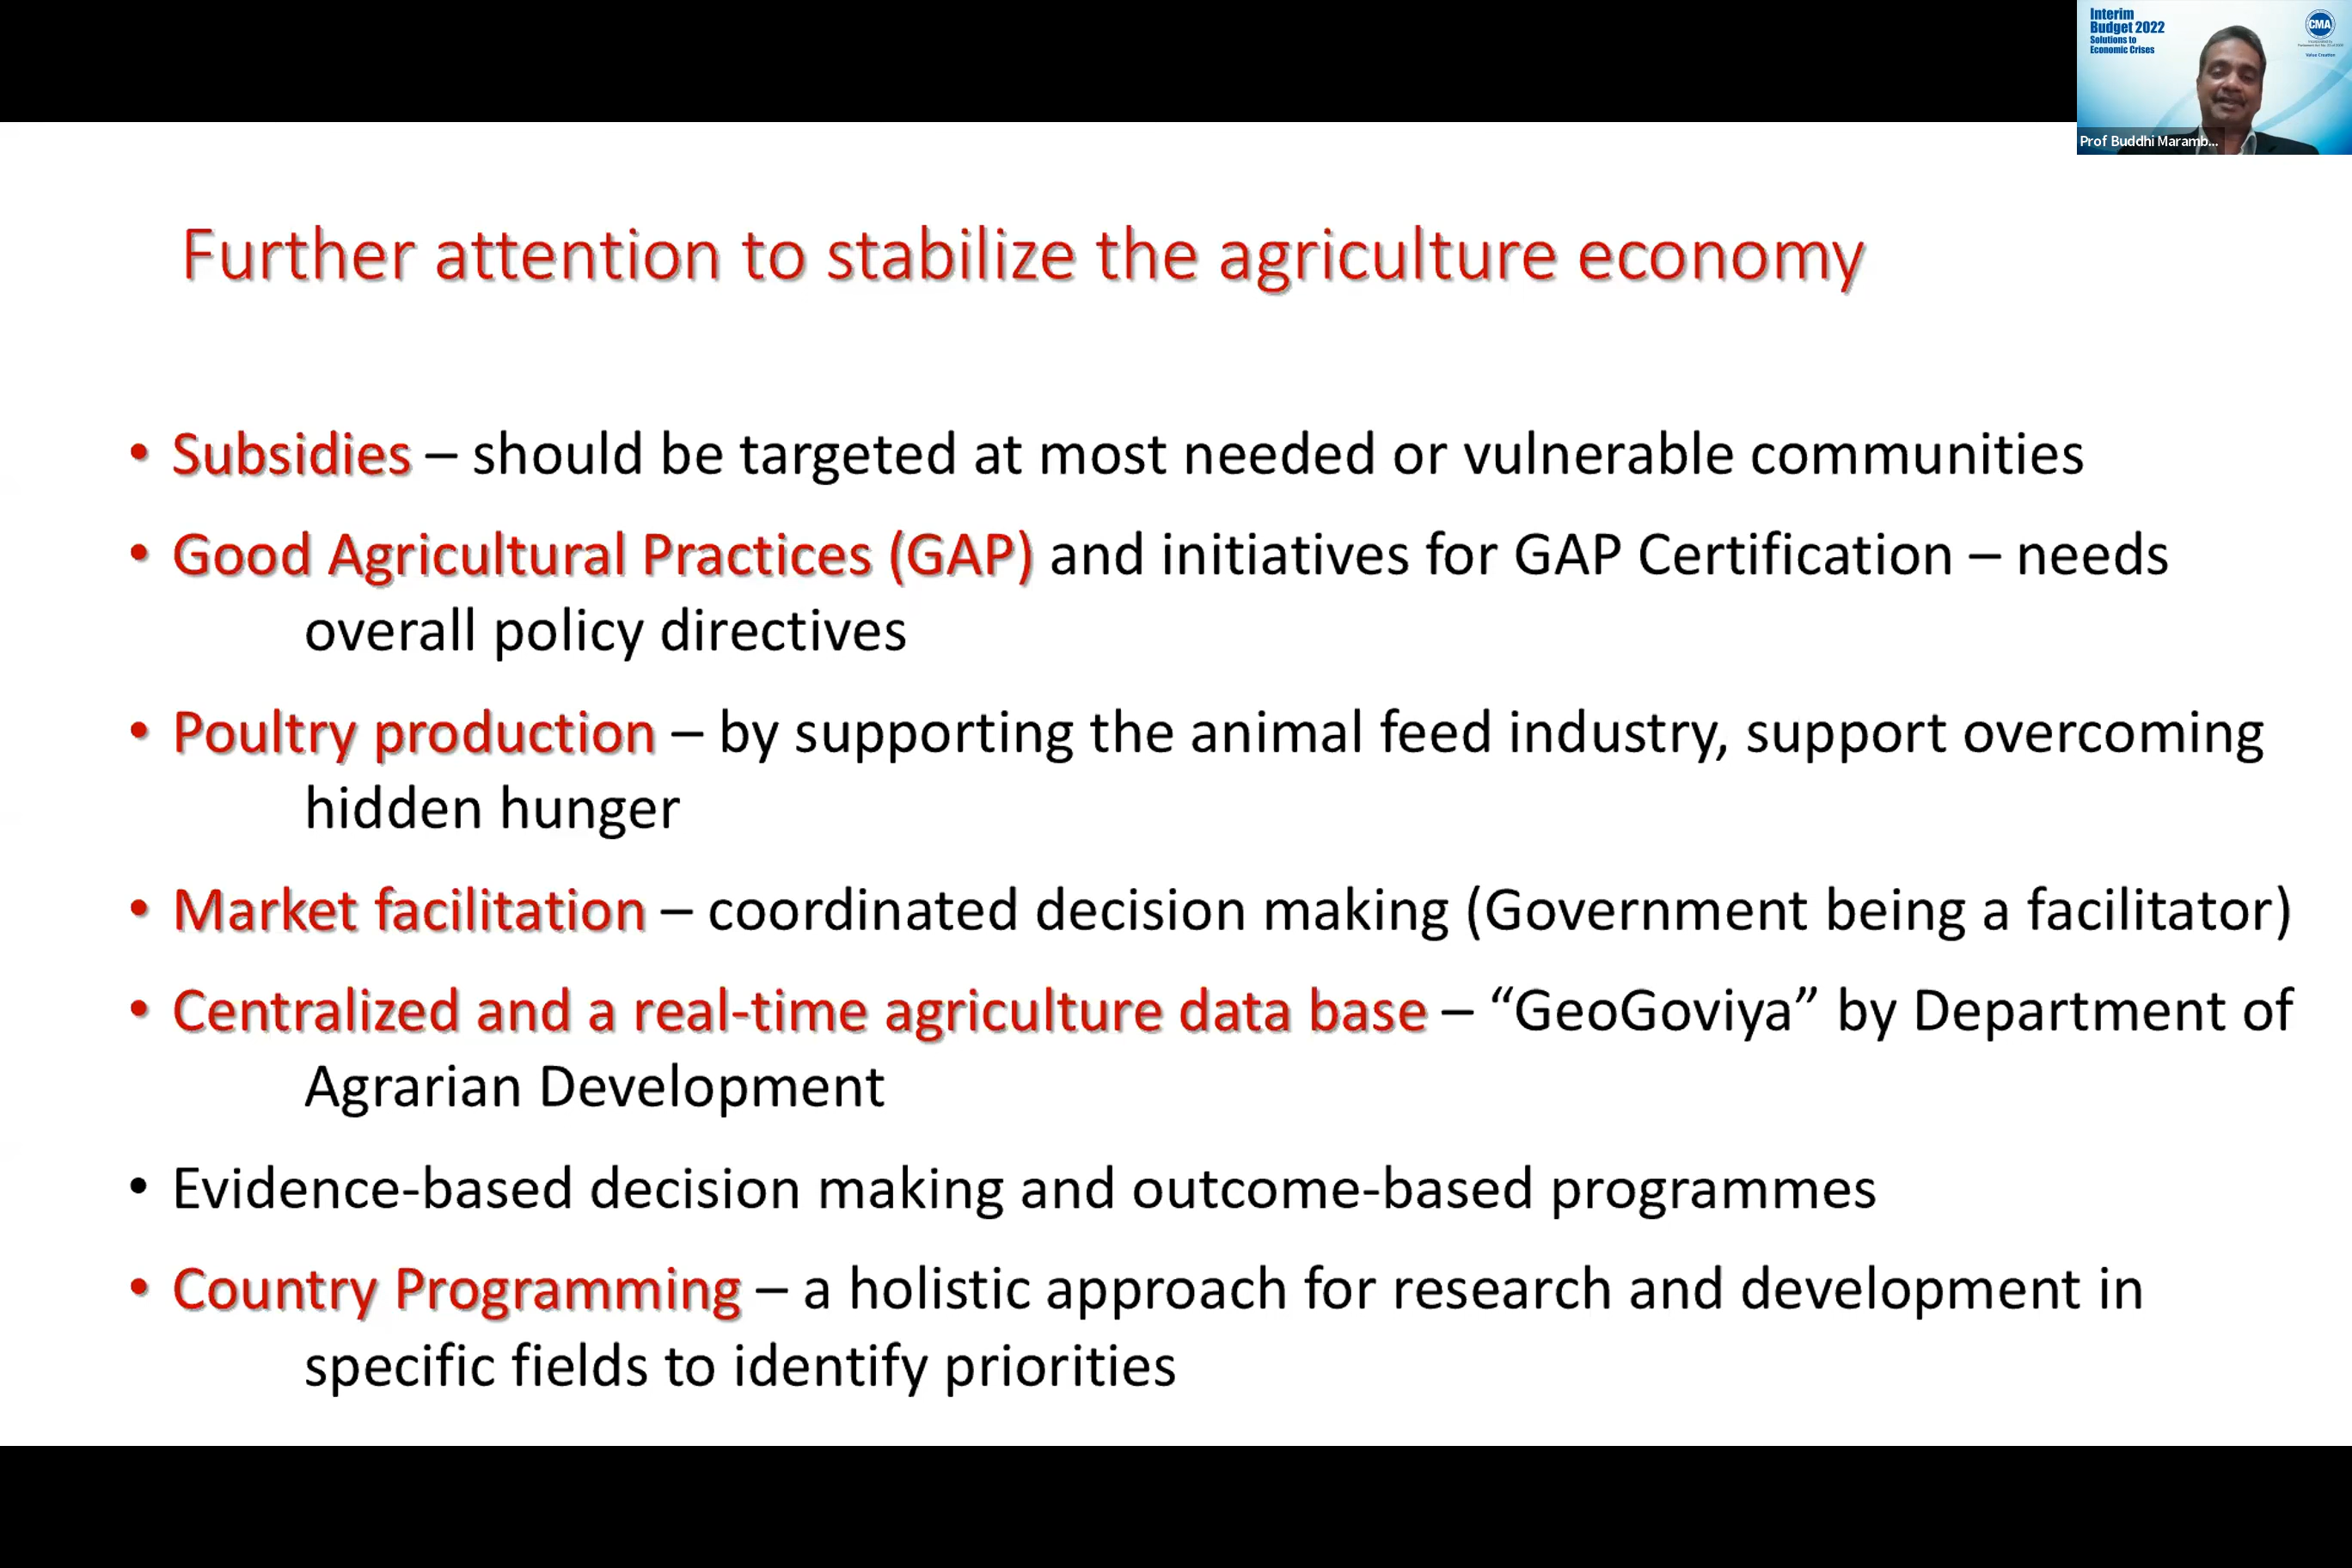 Interim
Budget 2022
Solutions to
Economic Crises
CMA
Value Creation
Prof Buddhi Maramb...
Further attention to stabilize the agriculture economy
• Subsidies – should be targeted at most needed or vulnerable communities
• Good Agricultural Practices (GAP) and initiatives for GAP Certification – needs
overall policy directives
• Poultry production – by supporting the animal feed industry, support overcoming
hidden hunger
• Market facilitation – coordinated decision making (Government being a facilitator)
• Centralized and a real-time agriculture data base – “GeoGoviya” by Department of
Agrarian Development
• Evidence-based decision making and outcome-based programmes
• Country Programming – a holistic approach for research and development in
specific fields to identify priorities